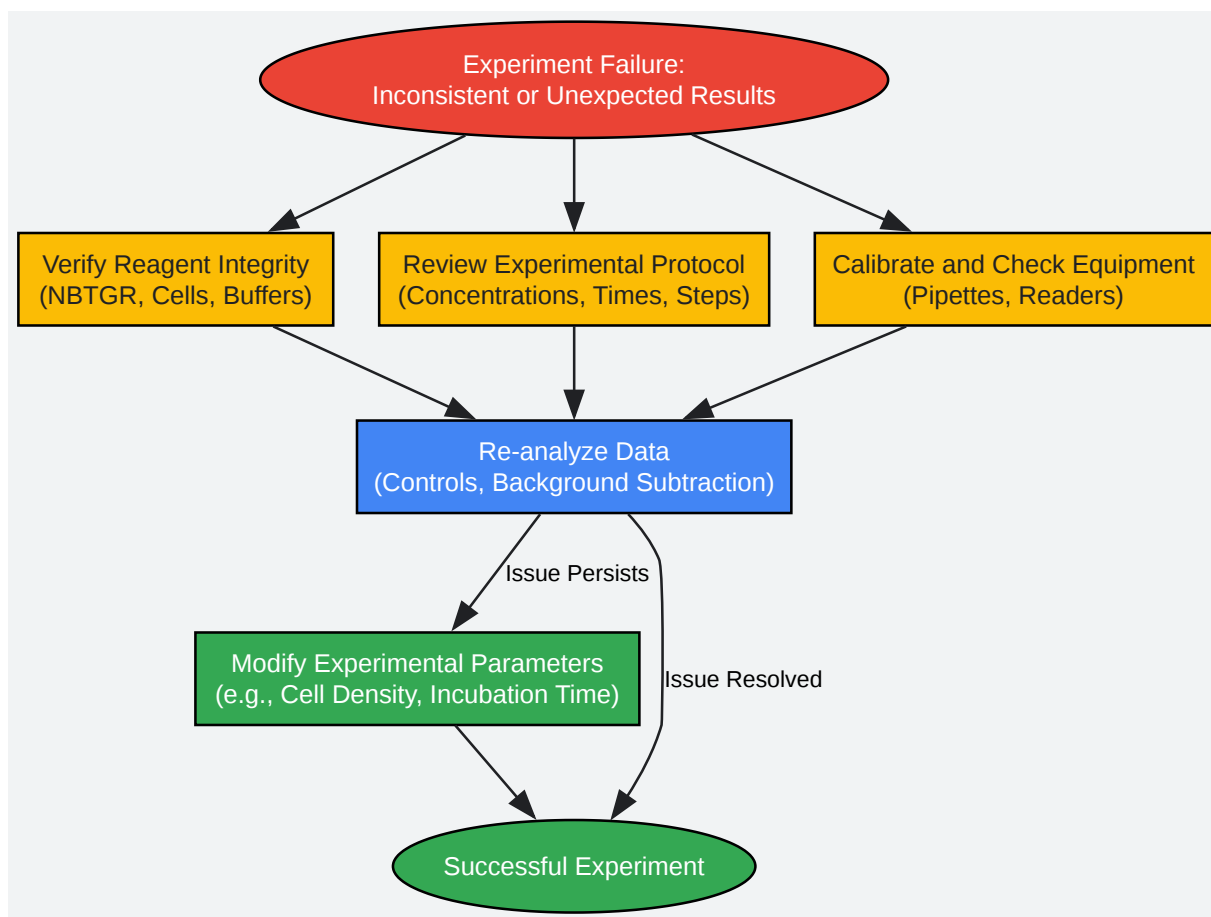 Experiment Failure:
Inconsistent or Unexpected Results
Verify Reagent Integrity
(NBTGR, Cells, Buffers)
Review Experimental Protocol
(Concentrations, Times, Steps)
Calibrate and Check Equipment
(Pipettes, Readers)
Re-analyze Data
(Controls, Background Subtraction)
Issue Persists
Modify Experimental Parameters
(e.g., Cell Density, Incubation Time)
Issue Resolved
Successful Experiment